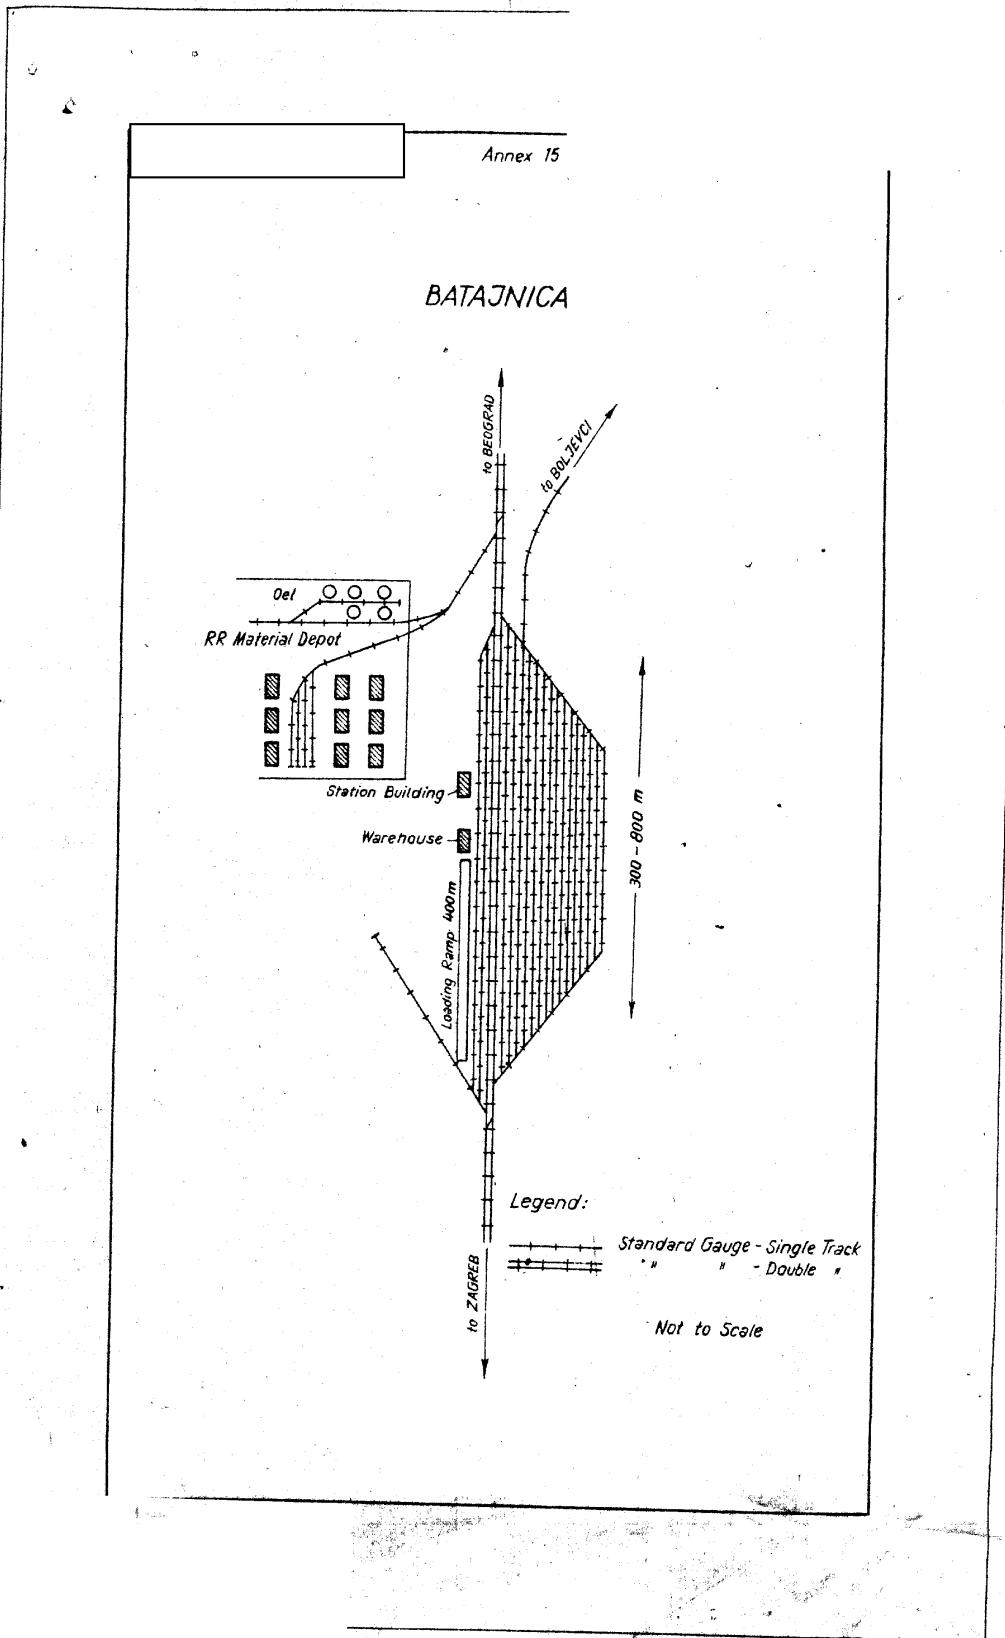 Annex 15
BATAJNICA
to BEOGRAD
to BOLJEVCI
Oel
RR Material Depot
Station Building
Warehouse
Loading Ramp 400m
300-800 m
Legend:
Standard Gauge - Single Track
" " - Double "
to ZAGREB
Not to Scale